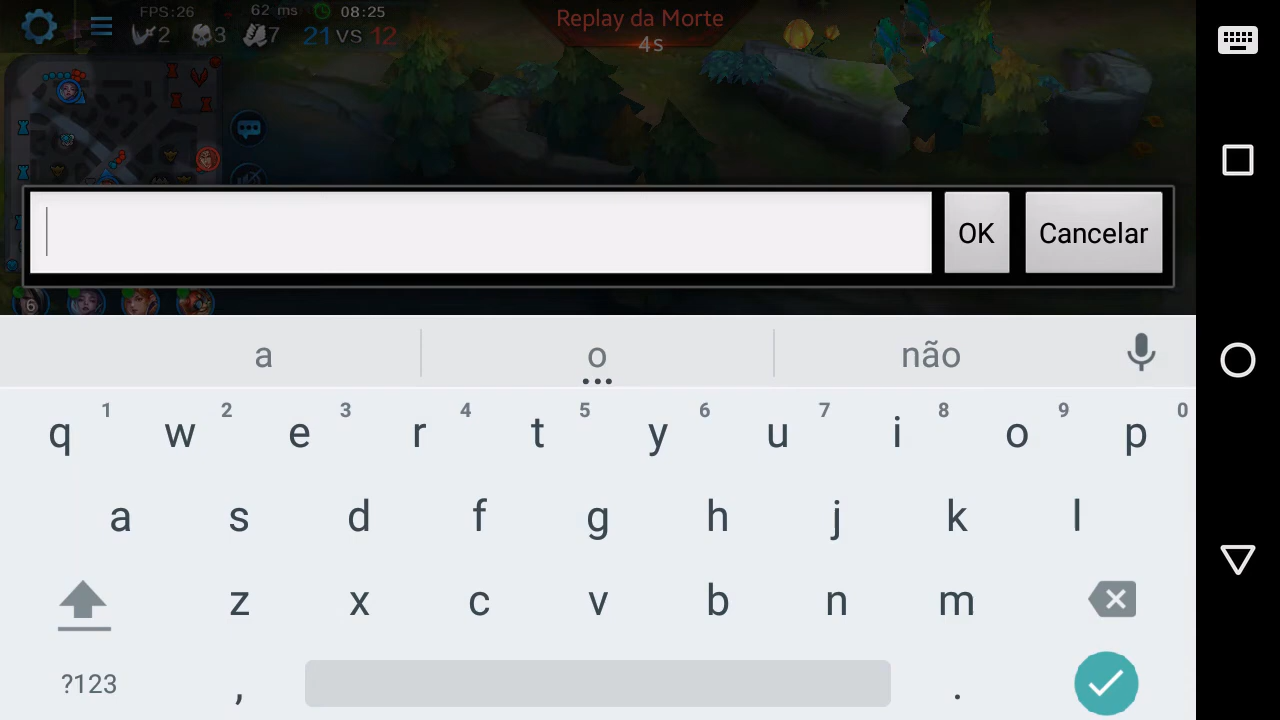 FPS:26 62 ms 08:25
2 3 7 21 VS 12
Replay da Morte
4s
6
OK Cancelar
a o não
1 2 3 4 5 6 7 8 9 0
q w e r t y u i o p
a s d f g h j k l
z x c v b n m
?123 , .